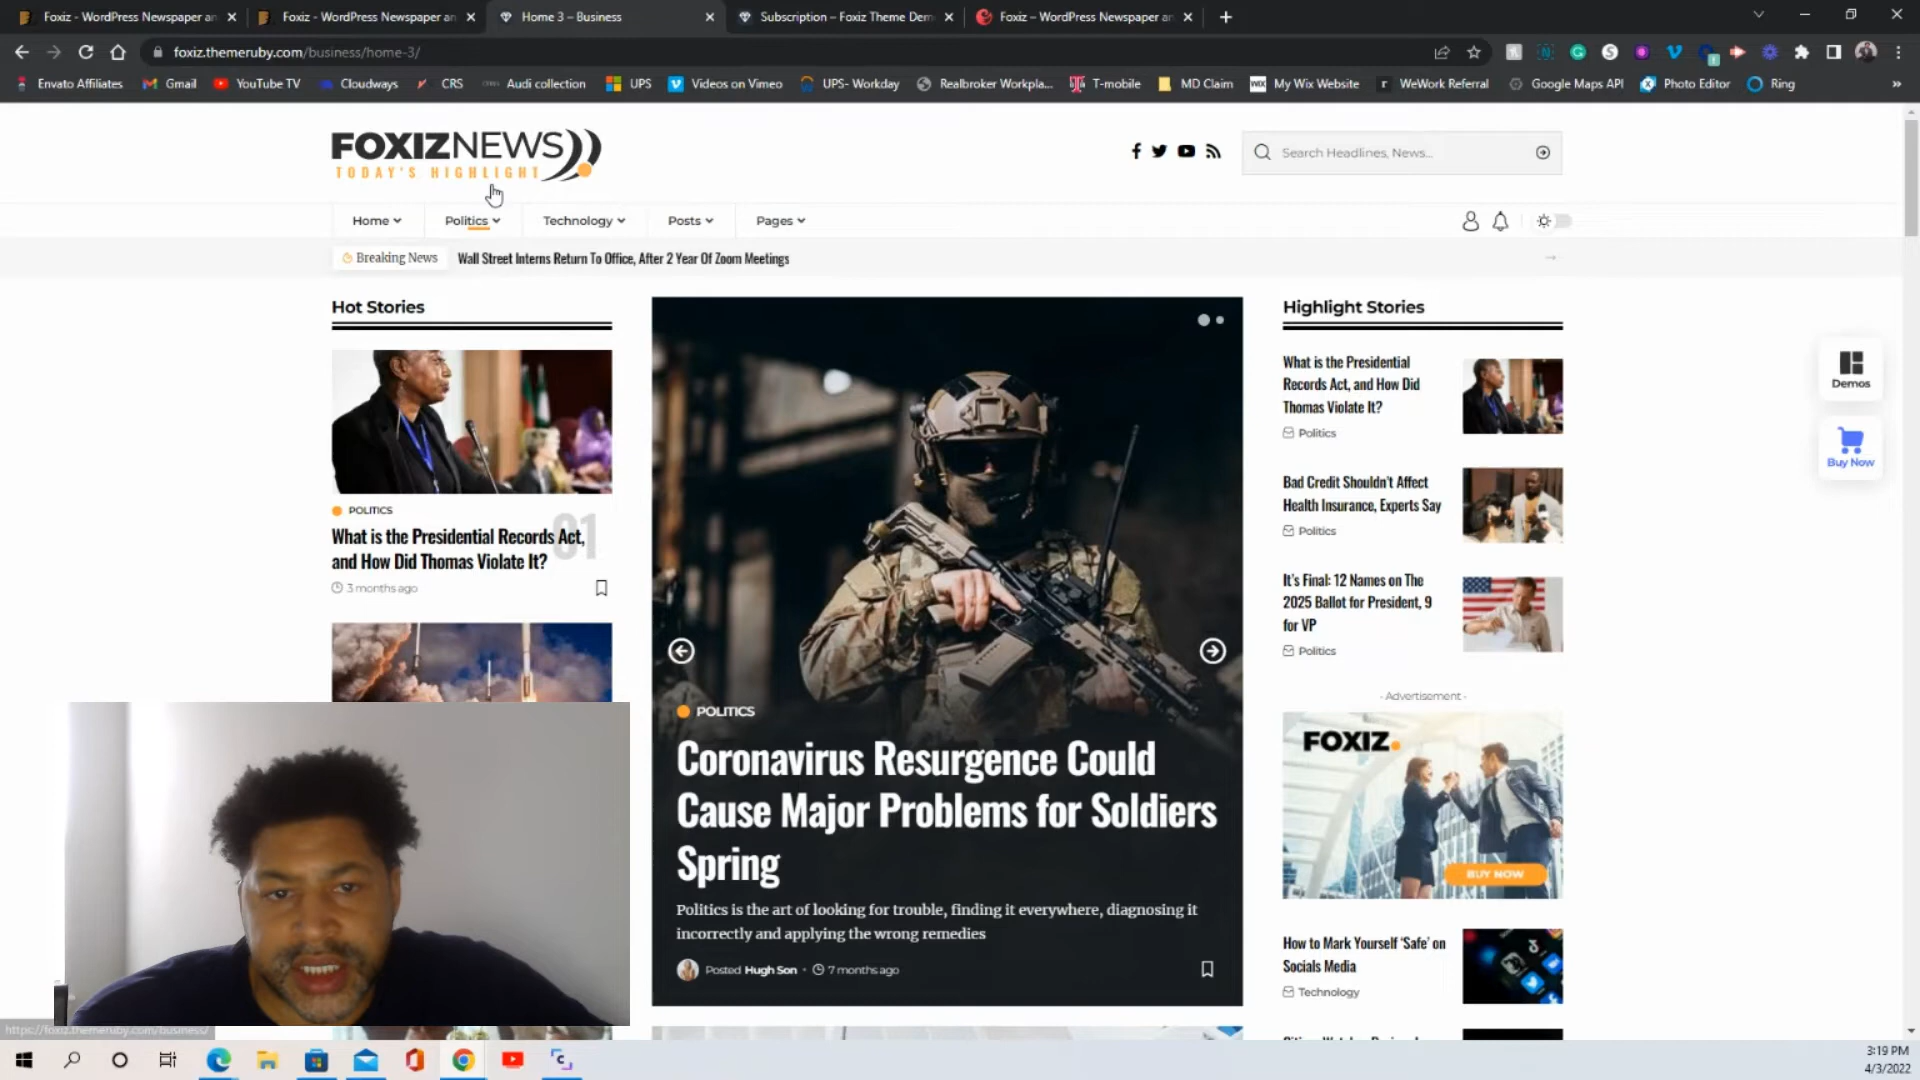 Foxiz - WordPress Newspaper an
Foxiz - WordPress Newspaper an
Home 3 – Business
Subscription – Foxiz Theme Dem
Foxiz – WordPress Newspaper an
foxiz.themeruby.com/business/home-3/
Envato Affiliates
Gmail
YouTube TV
Cloudways
CRS
Audi collection
UPS
Videos on Vimeo
UPS- Workday
Realbroker Workpla...
T-mobile
MD Claim
My Wix Website
WeWork Referral
Google Maps API
Photo Editor
Ring
FOXIZNEWS
TODAY'S HIGHLIGHT
Search Headlines, News...
Home
Politics
Technology
Posts
Pages
Breaking News
Wall Street Interns Return To Office, After 2 Year Of Zoom Meetings
Hot Stories
POLITICS
01
What is the Presidential Records Act,
and How Did Thomas Violate It?
3 months ago
POLITICS
Coronavirus Resurgence Could
Cause Major Problems for Soldiers
Spring
Politics is the art of looking for trouble, finding it everywhere, diagnosing it
incorrectly and applying the wrong remedies
Posted Hugh Son • 7 months ago
Highlight Stories
What is the Presidential
Records Act, and How Did
Thomas Violate It?
Politics
Bad Credit Shouldn't Affect
Health Insurance, Experts Say
Politics
It's Final: 12 Names on The
2025 Ballot for President, 9
for VP
Politics
- Advertisement -
FOXIZ.
BUY NOW
How to Mark Yourself 'Safe' on
Socials Media
Technology
Demos
Buy Now
https://foxiz.themeruby.com/business/
3:19 PM
4/3/2022